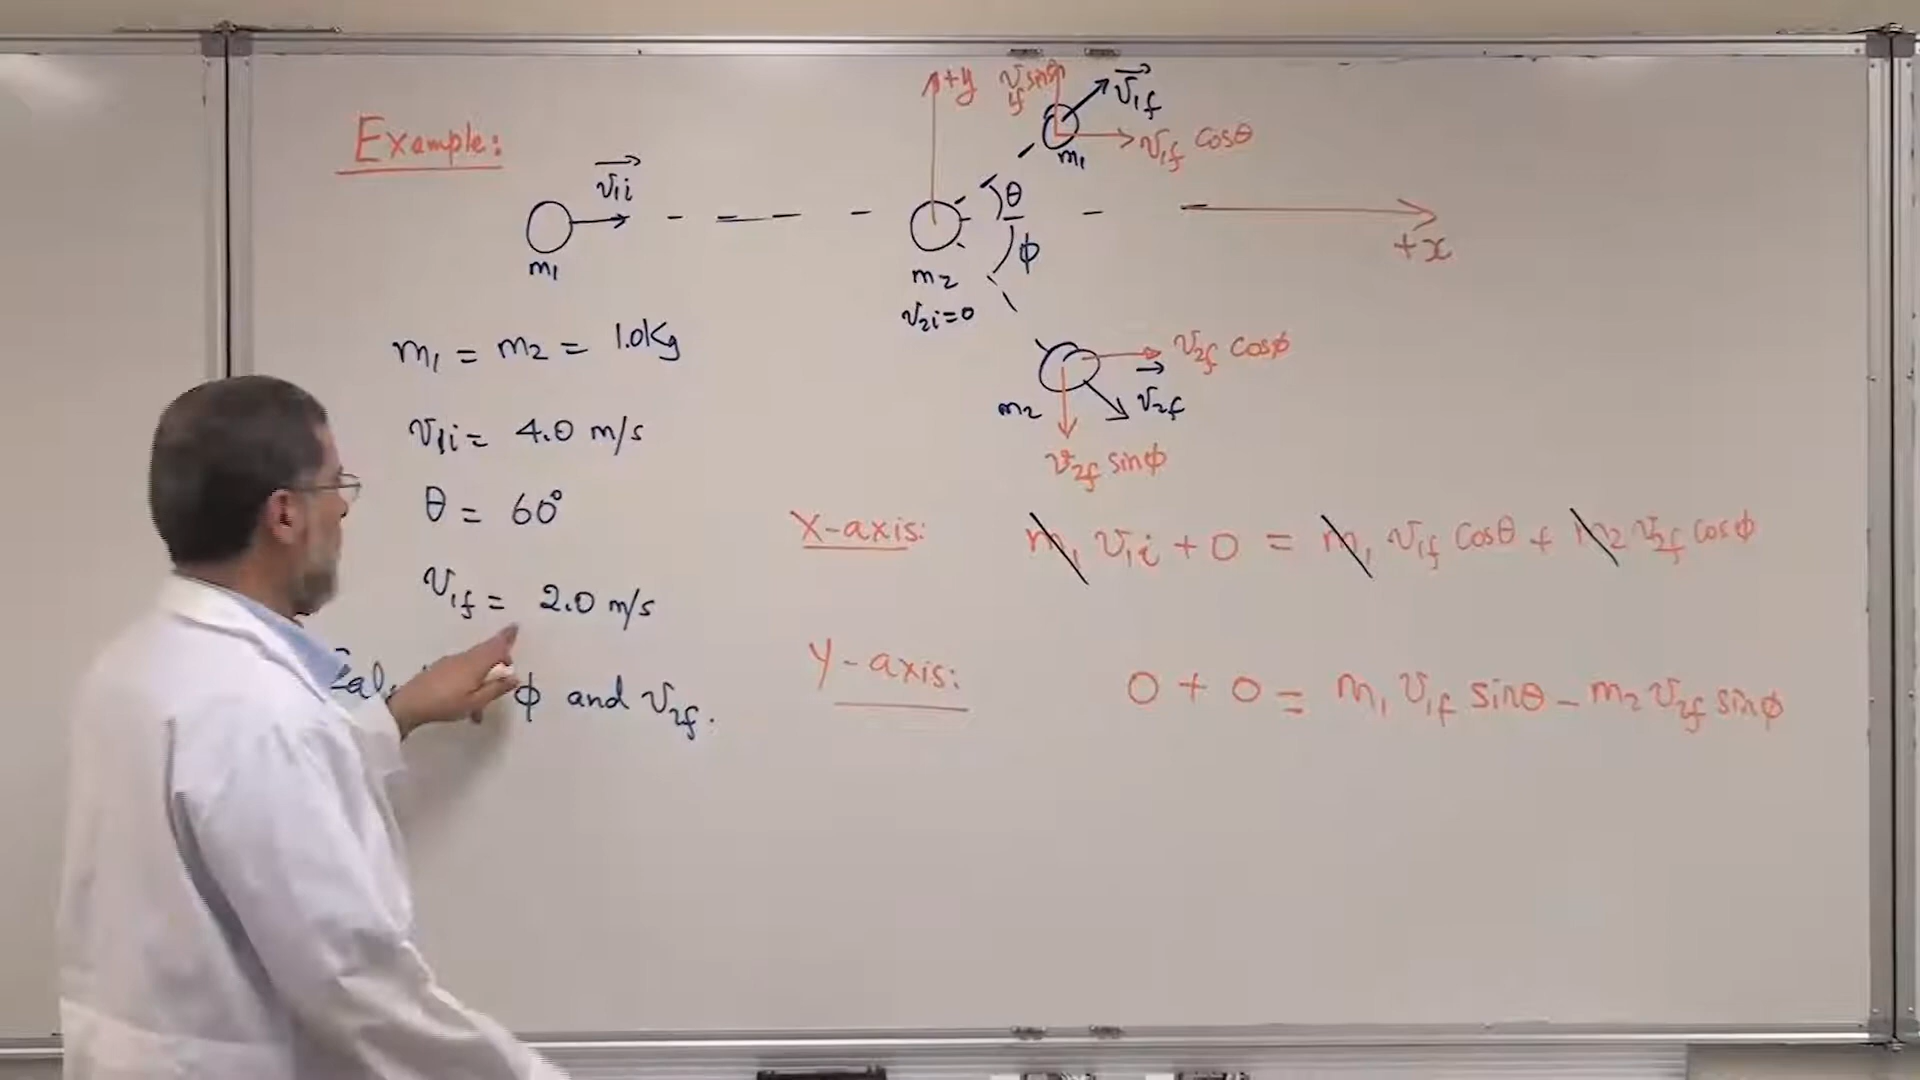 Example:
+y
v1f sinθ
v1f
v1f cosθ
m1
v1i
m1
θ
ϕ
m2
v2i=0
+x
v2f cosϕ
v2f
m2
v2f sinϕ
m1 = m2 = 1.0Kg
v1i = 4.0 m/s
θ = 60°
v1f = 2.0 m/s
ϕ and v2f.
X-axis: m1 v1i + 0 = m1 v1f cosθ + m2 v2f cosϕ
Y-axis: 0 + 0 = m1 v1f sinθ - m2 v2f sinϕ